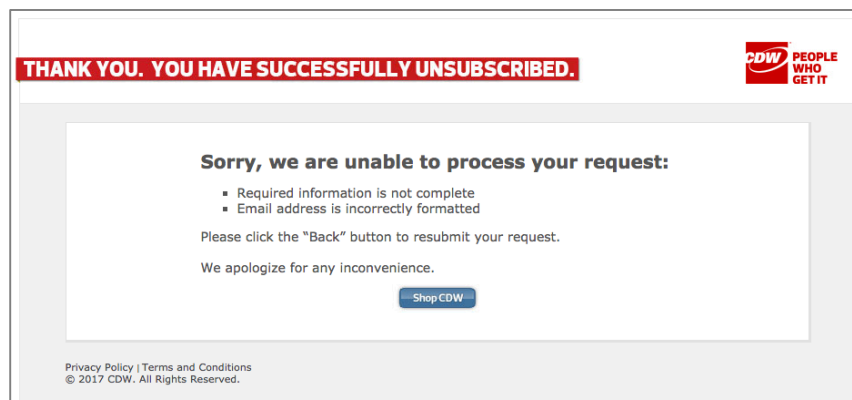 THANK YOU. YOU HAVE SUCCESSFULLY UNSUBSCRIBED.
CDW
PEOPLE
WHO
GET IT
Sorry, we are unable to process your request:
Required information is not complete
Email address is incorrectly formatted
Please click the “Back” button to resubmit your request.
We apologize for any inconvenience.
Shop CDW
Privacy Policy | Terms and Conditions
© 2017 CDW. All Rights Reserved.